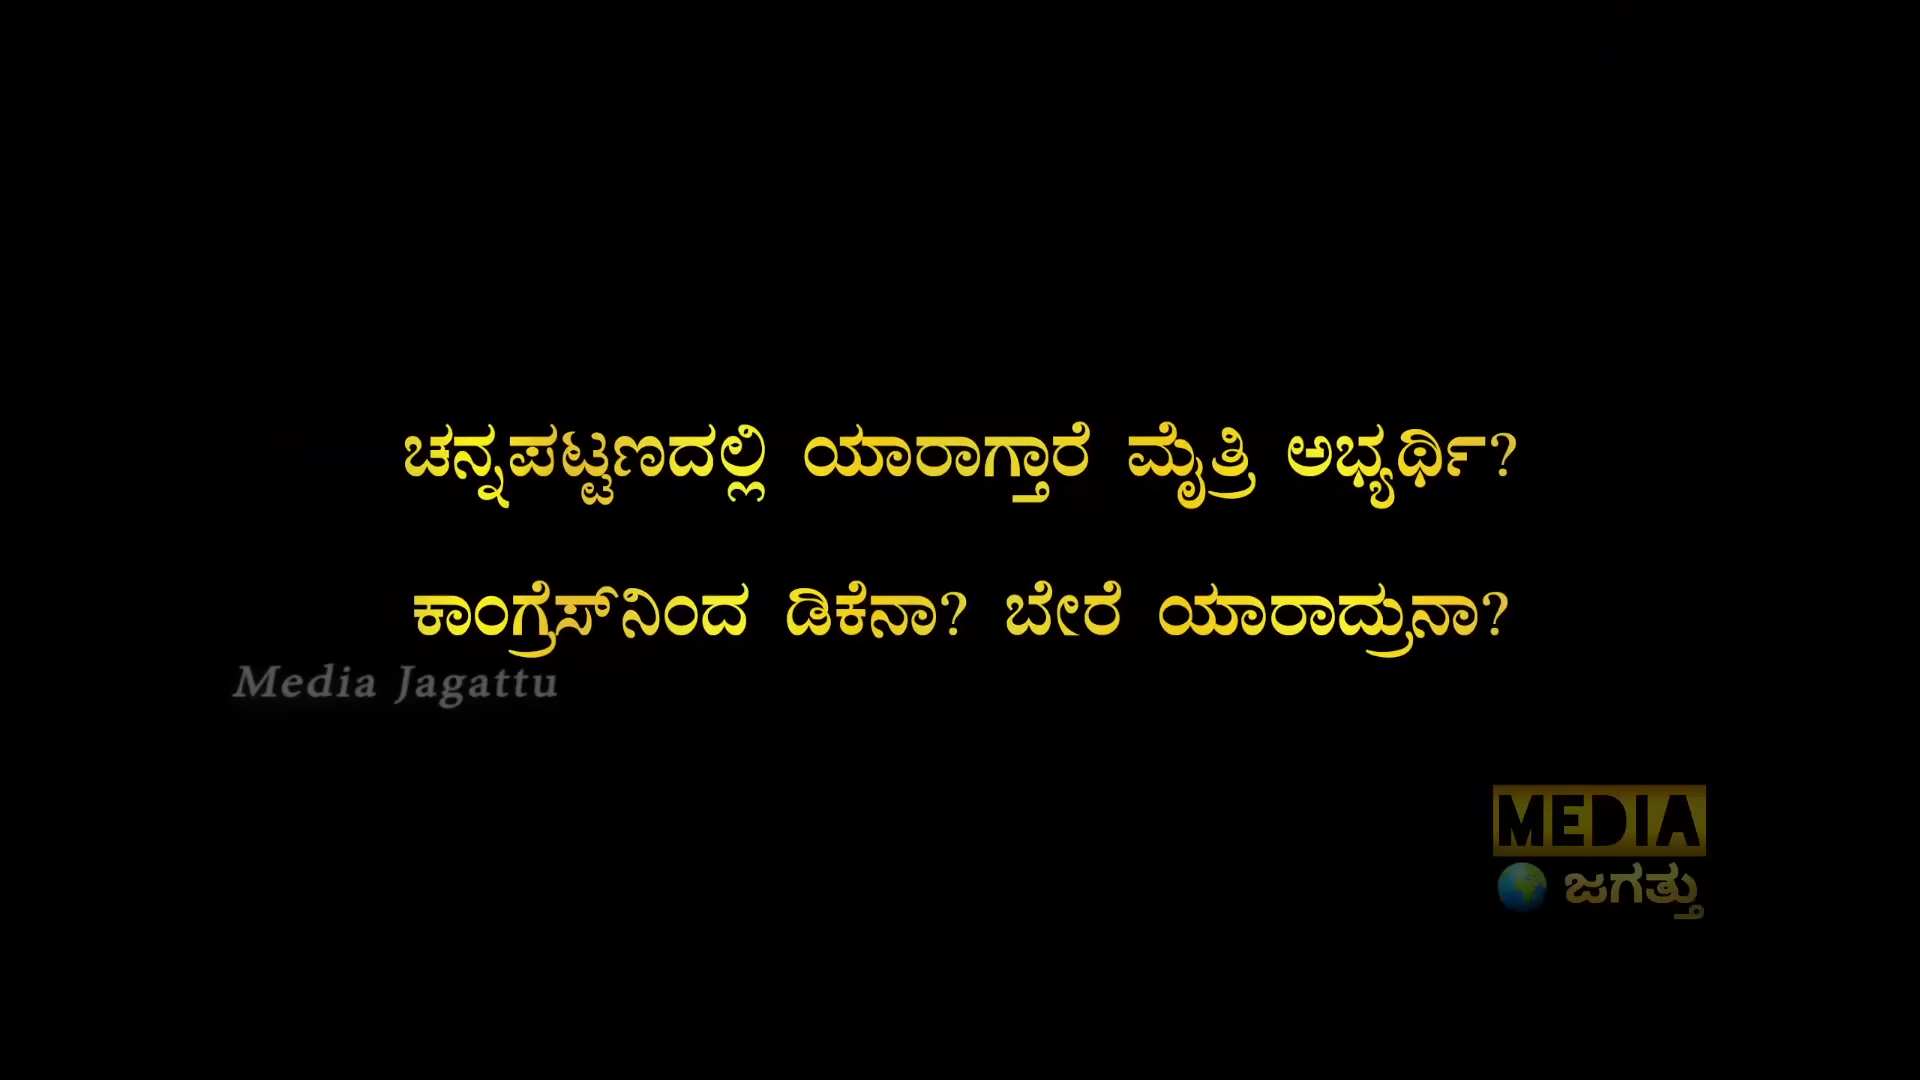 ಚನ್ನಪಟ್ಟಣದಲ್ಲಿ ಯಾರಾಗ್ತಾರೆ ಮೈತ್ರಿ ಅಭ್ಯರ್ಥಿ?
ಕಾಂಗ್ರೆಸ್‌ನಿಂದ ಡಿಕೆನಾ? ಬೇರೆ ಯಾರಾದ್ರುನಾ?
Media Jagattu
MEDIA
ಜಗತ್ತು